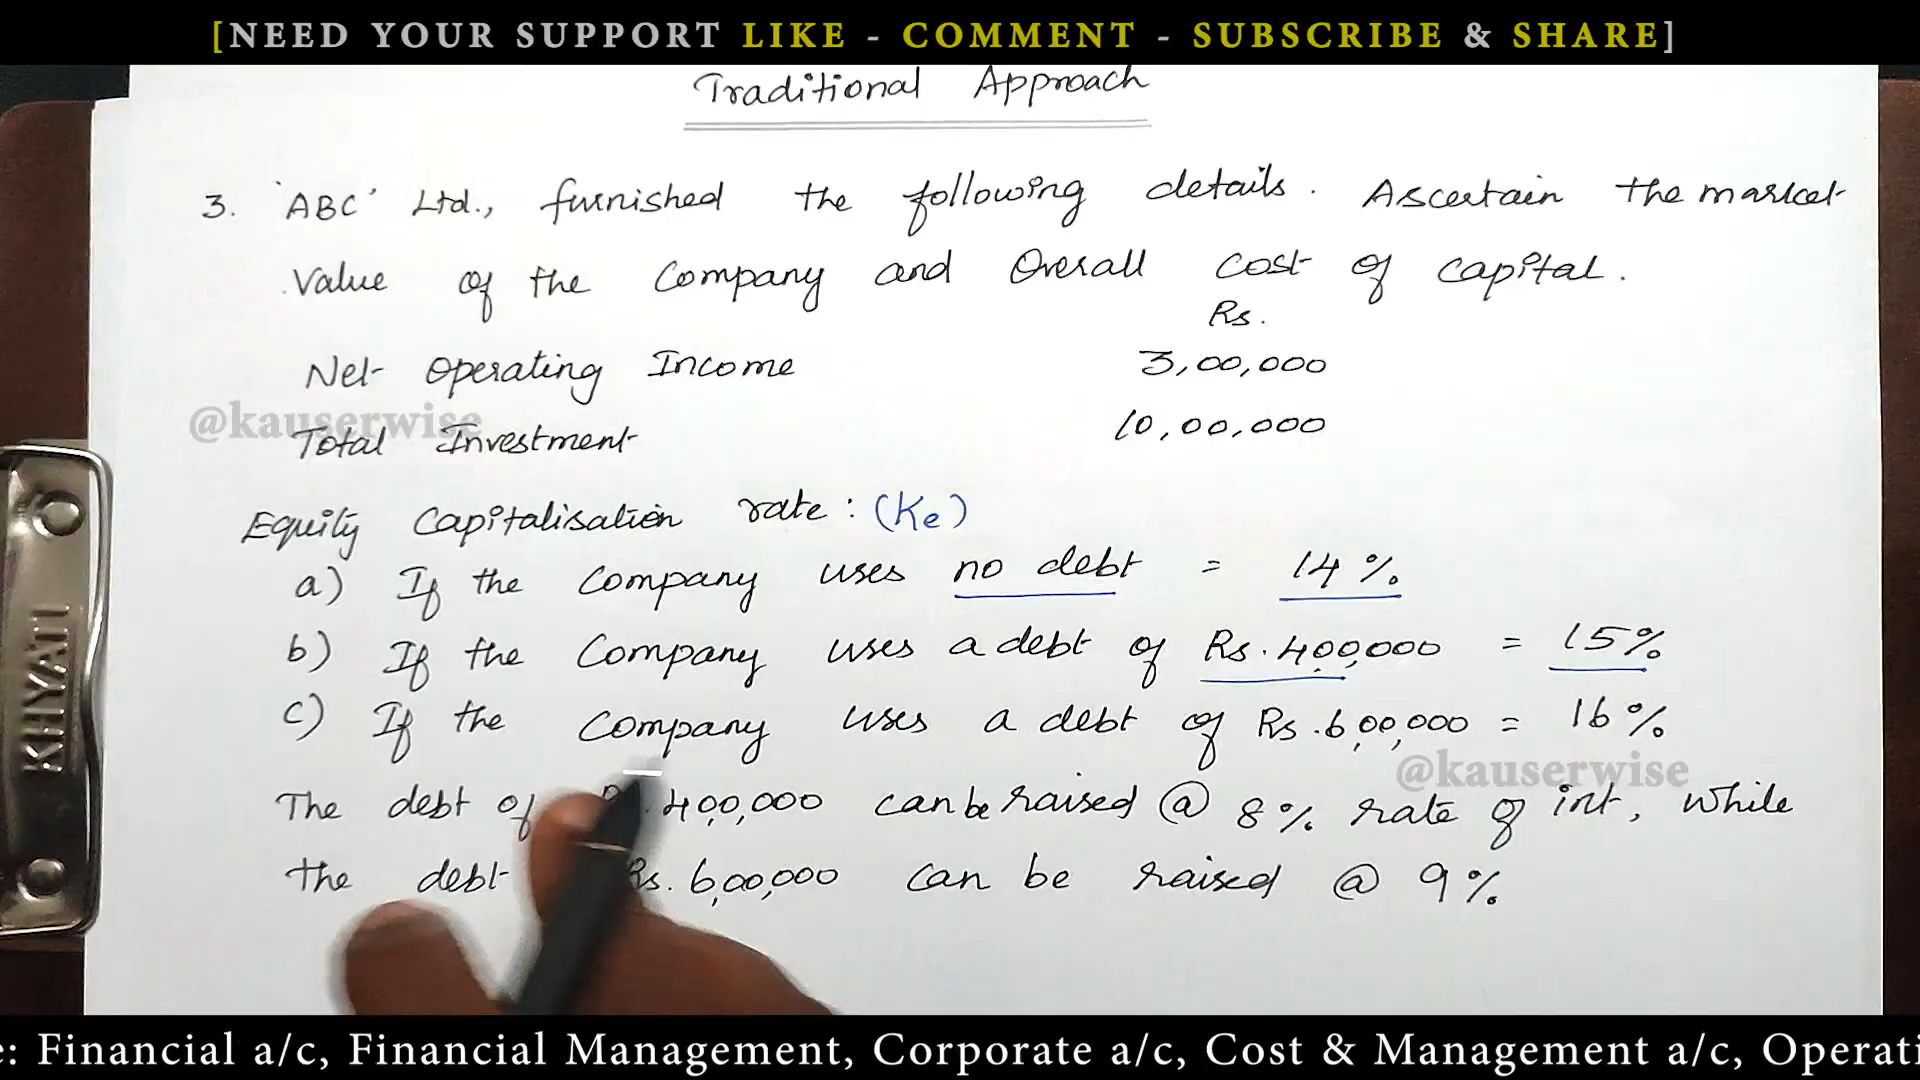 [NEED YOUR SUPPORT LIKE - COMMENT - SUBSCRIBE & SHARE]
Traditional Approach
3. 'ABC' Ltd., furnished the following details. Ascertain the market
Value of the Company and Overall cost of capital.
Rs.
Net Operating Income 3,00,000
@kauserwise
Total Investment 10,00,000
Equity Capitalisation rate : (Ke)
a) If the Company uses no debt = 14%
b) If the Company uses a debt of Rs.4,00,000 = 15%
c) If the Company uses a debt of Rs.6,00,000 = 16%
@kauserwise
The debt of 4,00,000 can be raised @ 8% rate of int, while
the debt Rs. 6,00,000 can be raised @ 9%
KHYATI
: Financial a/c, Financial Management, Corporate a/c, Cost & Management a/c,